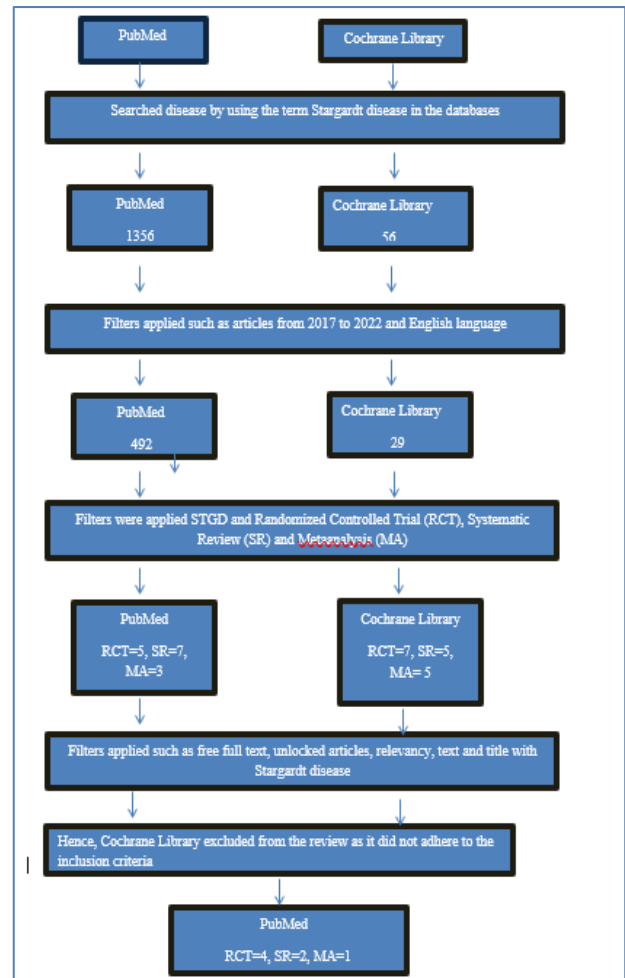 PubMed
Cochrane Library
Searched disease by using the term Stargardt disease in the databases
PubMed
1356
Cochrane Library
56
Filters applied such as articles from 2017 to 2022 and English language
PubMed
492
Cochrane Library
29
Filters were applied STGD and Randomized Controlled Trial (RCT), Systematic
Review (SR) and Metaanalysis (MA)
PubMed
RCT=5, SR=7,
MA=3
Cochrane Library
RCT=7, SR=5,
MA= 5
Filters applied such as free full text, unlocked articles, relevancy, text and title with
Stargardt disease
Hence, Cochrane Library excluded from the review as it did not adhere to the
inclusion criteria
PubMed
RCT=4, SR=2, MA=1